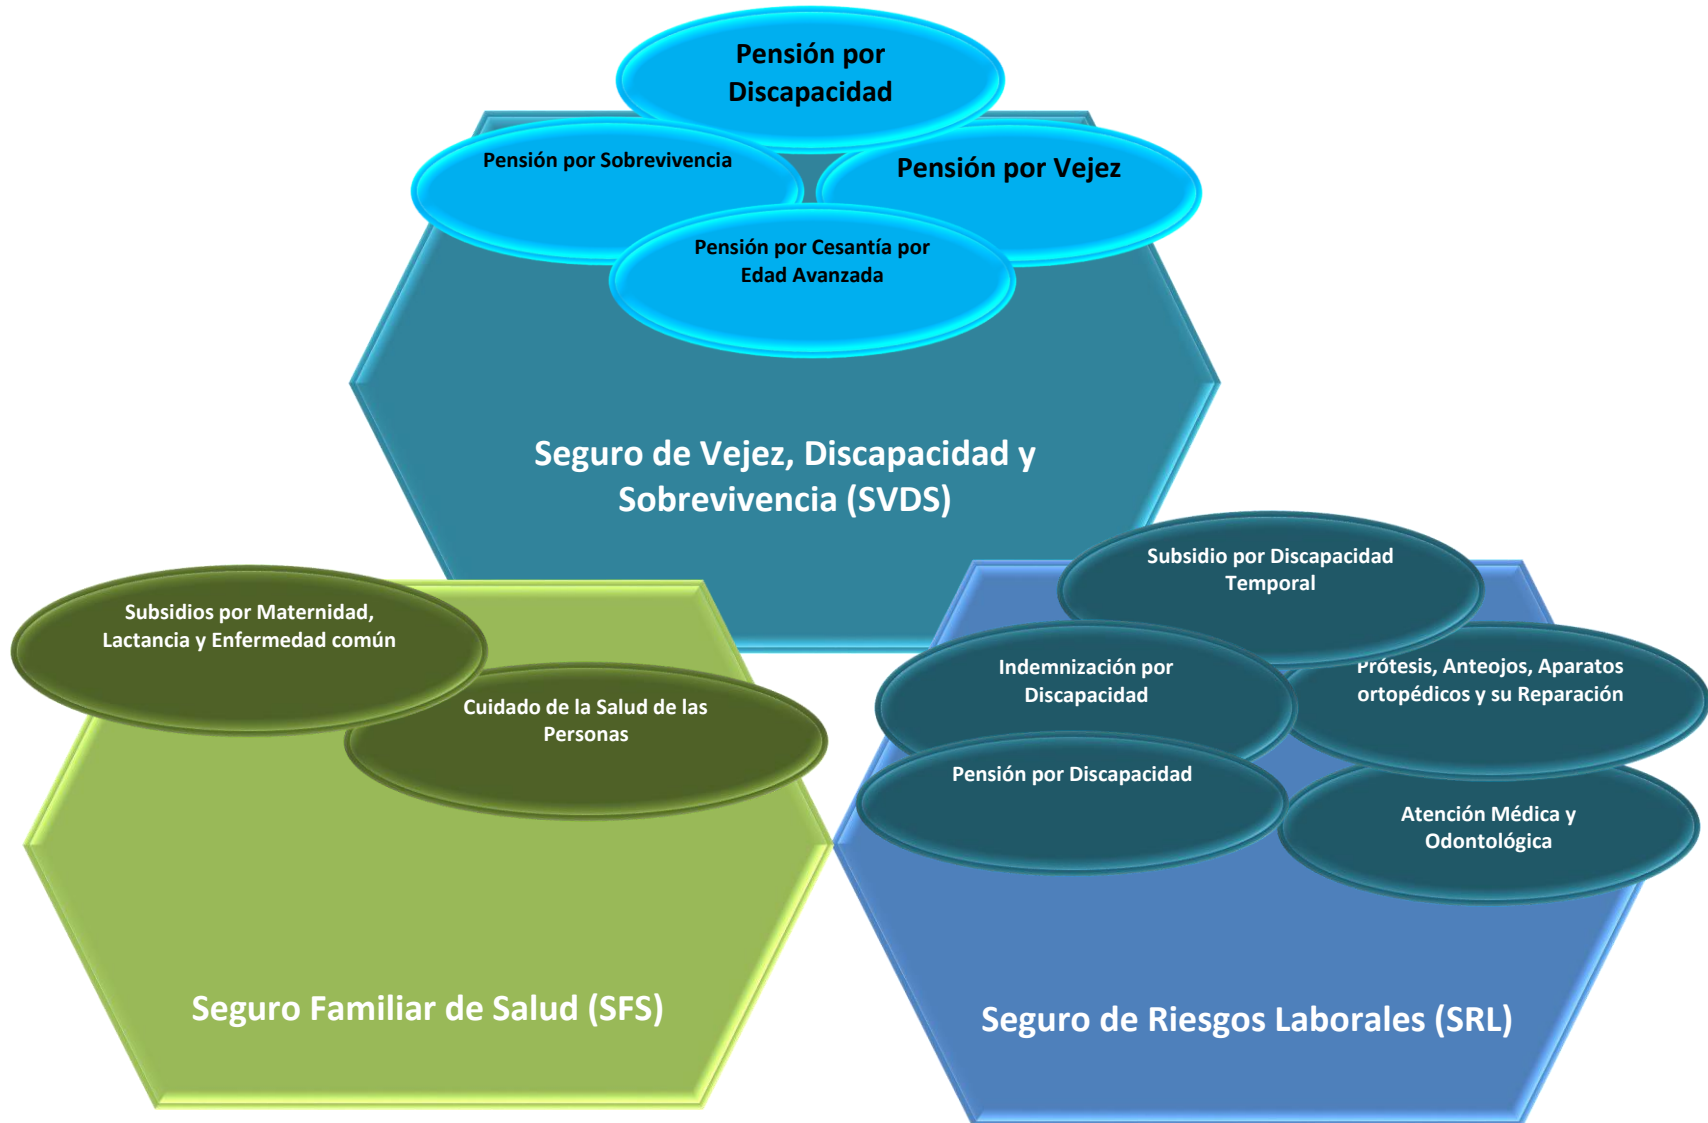 Pensión por
Discapacidad
Pensión por Sobrevivencia
Pensión por Vejez
Pensión por Cesantía por
Edad Avanzada
Seguro de Vejez, Discapacidad y
Sobrevivencia (SVDS)
Subsidios por Maternidad,
Lactancia y Enfermedad común
Cuidado de la Salud de las
Personas
Seguro Familiar de Salud (SFS)
Subsidio por Discapacidad
Temporal
Indemnización por
Discapacidad
Prótesis, Anteojos, Aparatos
ortopédicos y su Reparación
Pensión por Discapacidad
Atención Médica y
Odontológica
Seguro de Riesgos Laborales (SRL)